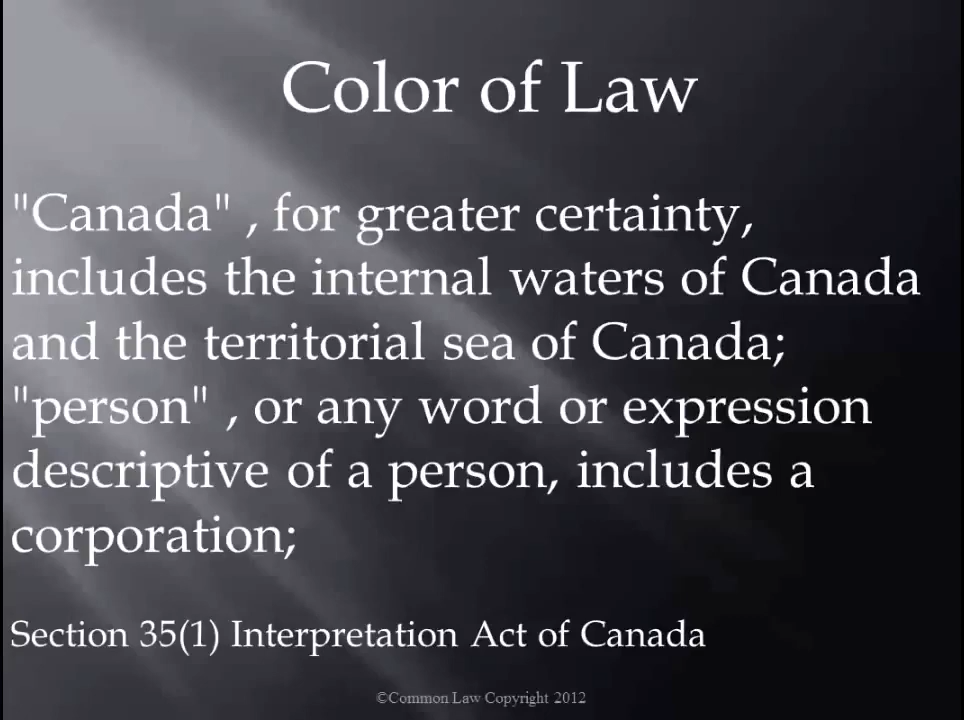 Color of Law
"Canada" , for greater certainty,
includes the internal waters of Canada
and the territorial sea of Canada;
"person" , or any word or expression
descriptive of a person, includes a
corporation;
Section 35(1) Interpretation Act of Canada
©Common Law Copyright 2012